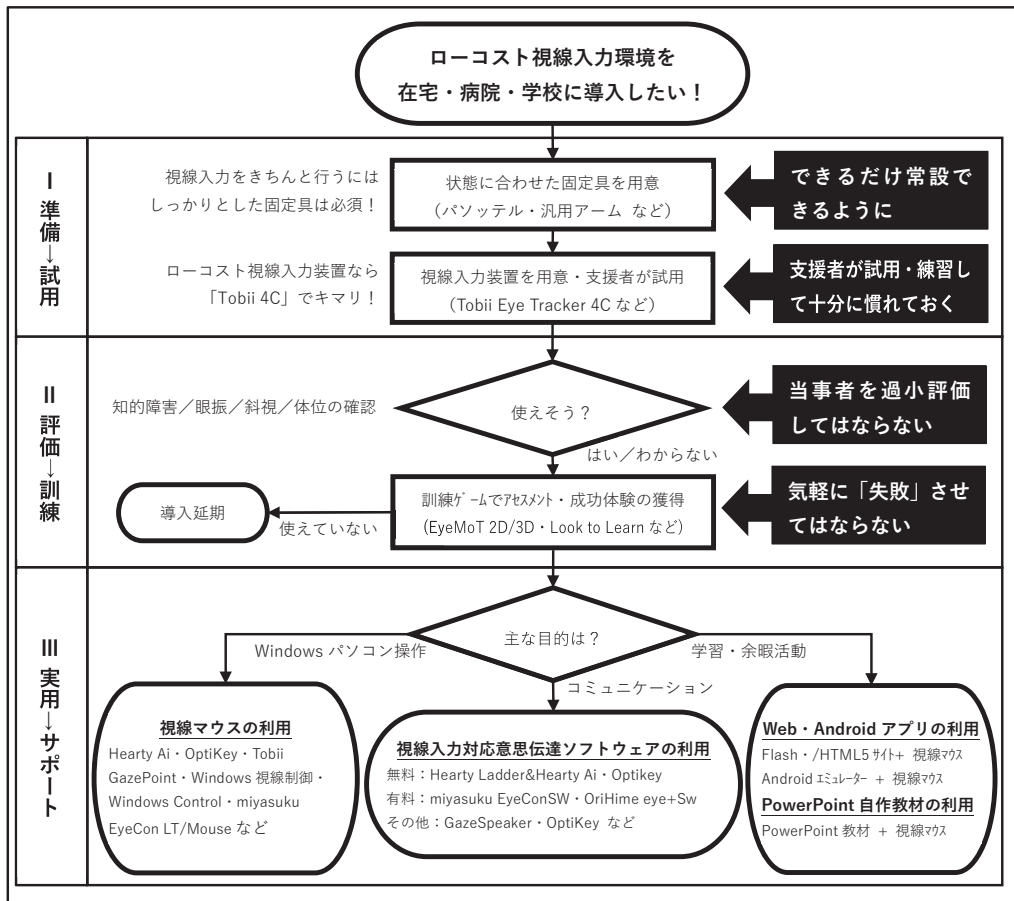 ローコスト視線入力環境を
在宅・病院・学校に導入したい！
Ⅰ 準備→試用
視線入力をきちんと行うには
しっかりとした固定具は必須！
状態に合わせた固定具を用意
（パソッテル・汎用アーム など）
できるだけ常設で
きるように
ローコスト視線入力装置なら
「Tobii 4C」でキマリ！
視線入力装置を用意・支援者が試用
（Tobii Eye Tracker 4C など）
支援者が試用・練習し
て十分に慣れておく
Ⅱ 評価→訓練
知的障害／眼振／斜視／体位の確認
使えそう？
当事者を過小評価
してはならない
はい／わからない
訓練ｹﾞｰﾑでｱｾｽﾒﾝﾄ・成功体験の獲得
（EyeMoT 2D/3D・Look to Learn など）
気軽に「失敗」させ
てはならない
使えていない
導入延期
Ⅲ 実用→サポート
主な目的は？
Windows パソコン操作
コミュニケーション
学習・余暇活動
視線マウスの利用
Hearty Ai・OptiKey・Tobii
GazePoint・Windows 視線制御・
Windows Control・miyasuku
EyeCon LT/Mouse など
視線入力対応意思伝達ソフトウェアの利用
無料：Hearty Ladder&Hearty Ai・Optikey
有料：miyasuku EyeConSW・OriHime eye+Sw
その他：GazeSpeaker・OptiKey など
Web・Android アプリの利用
Flash・/HTML5 ｻｲﾄ+ 視線ﾏｳｽ
Android ｴﾐｭﾚｰﾀｰ + 視線ﾏｳｽ
PowerPoint 自作教材の利用
PowerPoint 教材 + 視線ﾏｳｽ